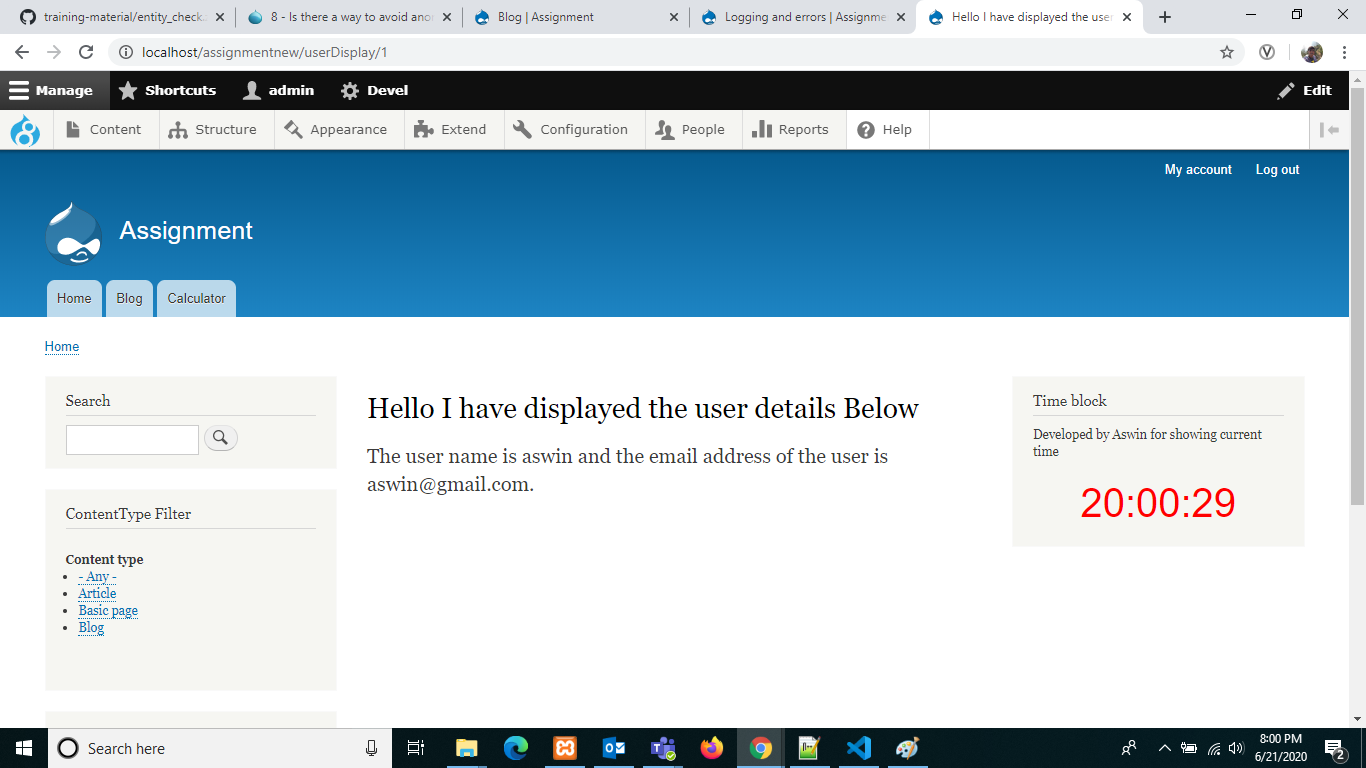 training-material/entity_check.
8 - Is there a way to avoid anon
Blog | Assignment
Logging and errors | Assignme
Hello I have displayed the user
localhost/assignmentnew/userDisplay/1
Manage
Shortcuts
admin
Devel
Edit
Content
Structure
Appearance
Extend
Configuration
People
Reports
Help
My account
Log out
Assignment
Home
Blog
Calculator
Home
Search
ContentType Filter
Content type
- Any -
Article
Basic page
Blog
Hello I have displayed the user details Below
The user name is aswin and the email address of the user is
aswin@gmail.com.
Time block
Developed by Aswin for showing current
time
20:00:29
Search here
8:00 PM
6/21/2020
2